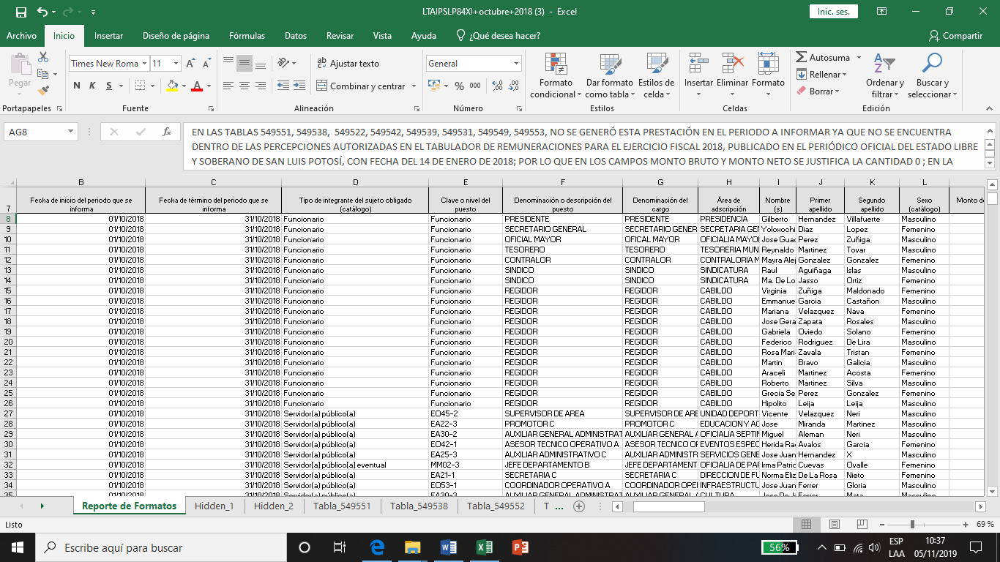 LTAIPSLP84XI+octubre+2018 (3) - Excel
Inic. ses.
Archivo Inicio Insertar Diseño de página Fórmulas Datos Revisar Vista Ayuda ¿Qué desea hacer? Compartir
Pegar
Times New Roma 11
N K S
Ajustar texto
Combinar y centrar
General
% 000
Formato condicional
Dar formato como tabla
Estilos de celda
Insertar Eliminar Formato
Autosuma
Rellenar
Borrar
Ordenar y filtrar
Buscar y seleccionar
Portapapeles Fuente Alineación Número Estilos Celdas Edición
AG8
fx
EN LAS TABLAS 549551, 549538, 549522, 549542, 549539, 549531, 549549, 549553, NO SE GENERÓ ESTA PRESTACIÓN EN EL PERIODO A INFORMAR YA QUE NO SE ENCUENTRA
DENTRO DE LAS PERCEPCIONES AUTORIZADAS EN EL TABULADOR DE REMUNERACIONES PARA EL EJERCICIO FISCAL 2018, PUBLICADO EN EL PERIÓDICO OFICIAL DEL ESTADO LIBRE
Y SOBERANO DE SAN LUIS POTOSÍ, CON FECHA DEL 14 DE ENERO DE 2018; POR LO QUE EN LOS CAMPOS MONTO BRUTO Y MONTO NETO SE JUSTIFICA LA CANTIDAD 0 ; EN LA
B C D E F G H I J K L
7 Fecha de inicio del periodo que se informa Fecha de término del periodo que se informa Tipo de integrante del sujeto obligado (catálogo) Clave o nivel del puesto Denominación o descripción del puesto Denominación del cargo Área de adscripción Nombre (s) Primer apellido Segundo apellido Sexo (catálogo) Monto de
8 01/10/2018 31/10/2018 Funcionario Funcionario PRESIDENTE PRESIDENTE PRESIDENCIA Gilberto Hernandez Villafuerte Masculino
9 01/10/2018 31/10/2018 Funcionario Funcionario SECRETARIO GENERAL SECRETARIO GENER SECRETARIA GEN Yoloxochi Diaz Lopez Femenino
10 01/10/2018 31/10/2018 Funcionario Funcionario OFICIAL MAYOR OFICAL MAYOR OFICIALIA MAYO Jose Guad Perez Zuñiga Masculino
11 01/10/2018 31/10/2018 Funcionario Funcionario TESORERO TESORERO TESORERIA MUN Reynaldo Martinez Tovar Masculino
12 01/10/2018 31/10/2018 Funcionario Funcionario CONTRALOR CONTRALOR CONTRALORIA M Mayra Alej Gonzalez Gonzalez Femenino
13 01/10/2018 31/10/2018 Funcionario Funcionario SINDICO SINDICO SINDICATURA Raul Aguiñaga Islas Masculino
14 01/10/2018 31/10/2018 Funcionario Funcionario SINDICO SINDICO SINDICATURA Ma. De Lo Jasso Ortiz Femenino
15 01/10/2018 31/10/2018 Funcionario Funcionario REGIDOR REGIDOR CABILDO Virginia Zuñiga Maldonado Femenino
16 01/10/2018 31/10/2018 Funcionario Funcionario REGIDOR REGIDOR CABILDO Emmanue Garcia Castañon Masculino
17 01/10/2018 31/10/2018 Funcionario Funcionario REGIDOR REGIDOR CABILDO Mariana Velazquez Nava Femenino
18 01/10/2018 31/10/2018 Funcionario Funcionario REGIDOR REGIDOR CABILDO Jose Gera Zapata Rosales Masculino
19 01/10/2018 31/10/2018 Funcionario Funcionario REGIDOR REGIDOR CABILDO Gabriela Oviedo Solano Femenino
20 01/10/2018 31/10/2018 Funcionario Funcionario REGIDOR REGIDOR CABILDO Federico Rodriguez De Lira Masculino
21 01/10/2018 31/10/2018 Funcionario Funcionario REGIDOR REGIDOR CABILDO Rosa Mari Zavala Tristan Femenino
22 01/10/2018 31/10/2018 Funcionario Funcionario REGIDOR REGIDOR CABILDO Martin Bravo Galicia Masculino
23 01/10/2018 31/10/2018 Funcionario Funcionario REGIDOR REGIDOR CABILDO Araceli Martinez Acosta Femenino
24 01/10/2018 31/10/2018 Funcionario Funcionario REGIDOR REGIDOR CABILDO Roberto Martinez Silva Masculino
25 01/10/2018 31/10/2018 Funcionario Funcionario REGIDOR REGIDOR CABILDO Grecia Se Perez Gonzalez Femenino
26 01/10/2018 31/10/2018 Funcionario Funcionario REGIDOR REGIDOR CABILDO Hipolito Leija Leija Masculino
27 01/10/2018 31/10/2018 Servidor(a) público(a) EO45-2 SUPERVISOR DE AREA SUPERVISOR DE ARE UNIDAD DEPORT Vicente Velazquez Neri Masculino
28 01/10/2018 31/10/2018 Servidor(a) público(a) EA22-3 PROMOTOR C PROMOTOR C EDUCACION Y AC Jose Miranda Martinez Masculino
29 01/10/2018 31/10/2018 Servidor(a) público(a) EA30-2 AUXILIAR GENERAL ADMINISTRAT AUXILIAR GENERAL A OFICIALIA SEPTIM Miguel Aleman Neri Masculino
30 01/10/2018 31/10/2018 Servidor(a) público(a) EO42-1 ASESOR TECNICO OPERATIVO A ASESOR TECNICO OF EVENTOS ESPEC Herida Ra Avalos Garcia Femenino
31 01/10/2018 31/10/2018 Servidor(a) público(a) EA25-3 AUXILIAR ADMINISTRATIVO C AUXILIAR ADMINISTR SERVICIOS GENE Jose Juan Hernandez X Masculino
32 01/10/2018 31/10/2018 Servidor[a] público[a] eventual MM02-3 JEFE DEPARTAMENTO B JEFE DEPARTAMENT OFICIALIA DE PAR Irma Patric Cuevas Ovalle Femenino
33 01/10/2018 31/10/2018 Servidor(a) público(a) EA21-1 SECRETARIA C SECRETARIA C DIRECCION DE FU Norma Eliz De La Rosa Nieto Femenino
34 01/10/2018 31/10/2018 Servidor(a) público(a) EO53-1 COORDINADOR OPERATIVO A COORDINADOR OPE INFRAESTRUCTU Jose Juan Ferrer Gloria Masculino
Reporte de Formatos Hidden_1 Hidden_2 Tabla_549551 Tabla_549538 Tabla_549552 T ...
Listo 69 %
Escribe aquí para buscar
56%
ESP 10:37
LAA 05/11/2019